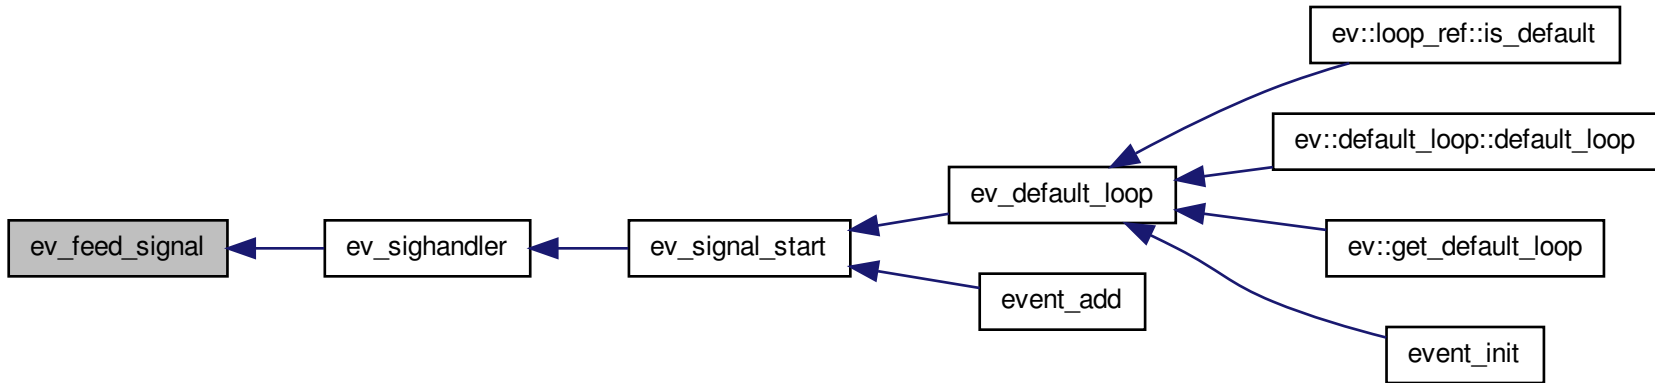 ev_feed_signal
ev_sighandler
ev_signal_start
ev_default_loop
event_add
ev::loop_ref::is_default
ev::default_loop::default_loop
ev::get_default_loop
event_init